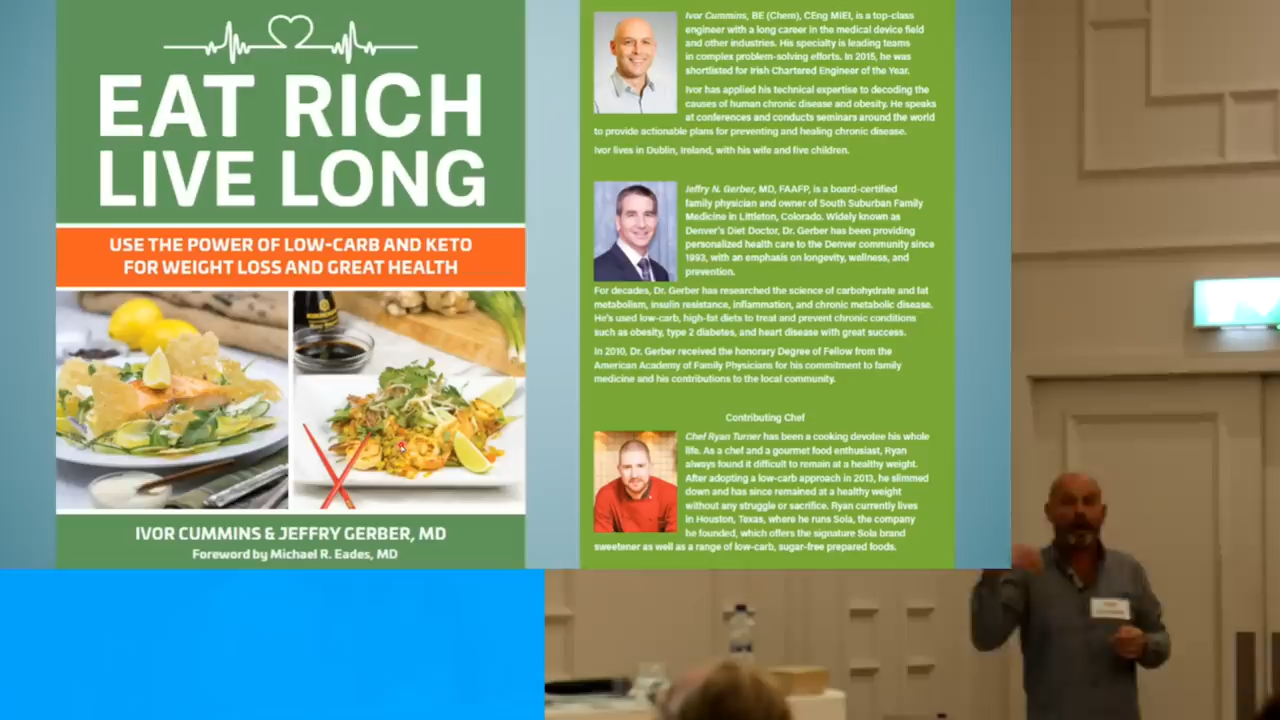 EAT RICH
LIVE LONG
USE THE POWER OF LOW-CARB AND KETO
FOR WEIGHT LOSS AND GREAT HEALTH
IVOR CUMMINS & JEFFRY GERBER, MD
Foreword by Michael R. Eades, MD
Ivor Cummins, BE (Chem), CEng MIEI, is a top-class
engineer with a long career in the medical device field
and other industries. His specialty is leading teams
in complex problem-solving efforts. In 2015, he was
shortlisted for Irish Chartered Engineer of the Year.
Ivor has applied his technical expertise to decoding the
causes of human chronic disease and obesity. He speaks
at conferences and conducts seminars around the world
to provide actionable plans for preventing and healing chronic disease.
Ivor lives in Dublin, Ireland, with his wife and five children.
Jeffry N. Gerber, MD, FAAFP, is a board-certified
family physician and owner of South Suburban Family
Medicine in Littleton, Colorado. Widely known as
Denver's Diet Doctor, Dr. Gerber has been providing
personalized health care to the Denver community since
1993, with an emphasis on longevity, wellness, and
prevention.
For decades, Dr. Gerber has researched the science of carbohydrate and fat
metabolism, insulin resistance, inflammation, and chronic metabolic disease.
He's used low-carb, high-fat diets to treat and prevent chronic conditions
such as obesity, type 2 diabetes, and heart disease with great success.
In 2010, Dr. Gerber received the honorary Degree of Fellow from the
American Academy of Family Physicians for his commitment to family
medicine and his contributions to the local community.
Contributing Chef
Chef Ryan Turner has been a cooking devotee his whole
life. As a chef and a gourmet food enthusiast, Ryan
always found it difficult to remain at a healthy weight.
After adopting a low-carb approach in 2013, he slimmed
down and has since remained at a healthy weight
without any struggle or sacrifice. Ryan currently lives
in Houston, Texas, where he runs Sola, the company
he founded, which offers the signature Sola brand
sweetener as well as a range of low-carb, sugar-free prepared foods.